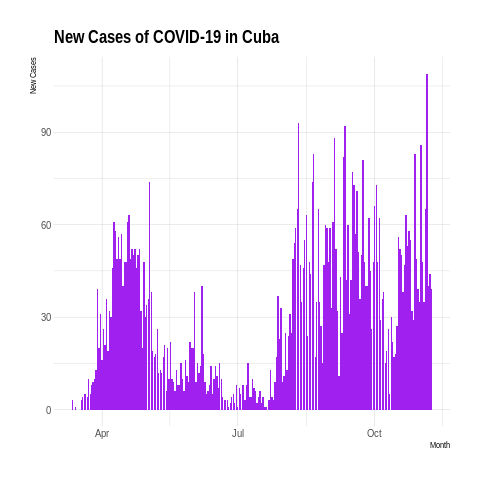 New Cases of COVID-19 in Cuba
New Cases
90
60
30
0
Apr
Jul
Oct
Month